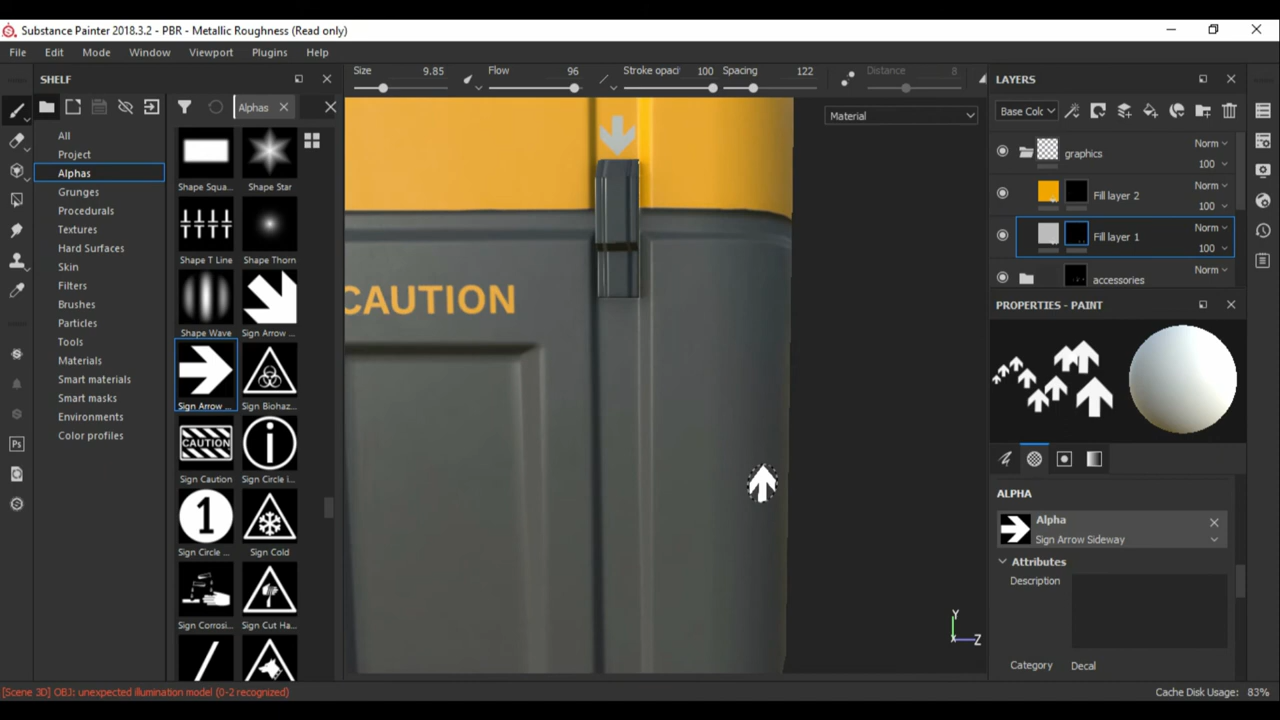 Substance Painter 2018.3.2 - PBR - Metallic Roughness (Read only)
File Edit Mode Window Viewport Plugins Help
SHELF
Size 9.85 Flow 96 Stroke opaci 100 Spacing 122 Distance 8
Alphas
All
Project
Alphas
Grunges
Procedurals
Textures
Hard Surfaces
Skin
Filters
Brushes
Particles
Tools
Materials
Smart materials
Smart masks
Environments
Color profiles
Shape Squa... Shape Star
Shape T Line Shape Thorn
Shape Wave Sign Arrow ...
Sign Arrow ... Sign Biohaz...
CAUTION
Sign Caution Sign Circle i
1
Sign Circle ... Sign Cold
Sign Corrosi... Sign Cut Ha...
Material
CAUTION
Y
X Z
LAYERS
Base Colo
graphics Norm
100
Fill layer 2 Norm
100
Fill layer 1 Norm
100
accessories Norm
PROPERTIES - PAINT
ALPHA
Alpha
Sign Arrow Sideway
Attributes
Description
Category Decal
Ps
[Scene 3D] OBJ: unexpected illumination model (0-2 recognized)
Cache Disk Usage: 83%